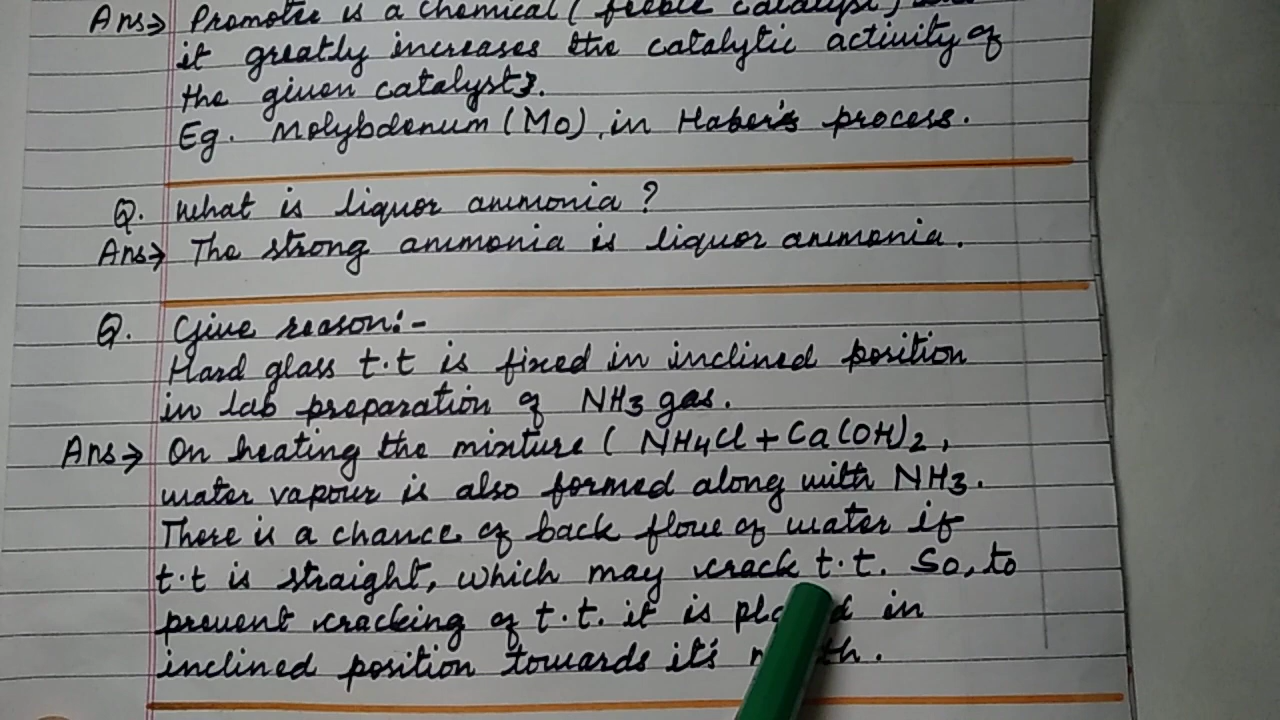 Ans→ Promoter is a chemical (feeble catalyst)
it greatly increases the catalytic activity of
the given catalyst}.
Eg. Molybdenum (Mo), in Haber's process.
Q. What is liquor ammonia ?
Ans→ The strong ammonia is liquor ammonia.
Q. Give reason:-
Hard glass t.t is fixed in inclined position
in lab preparation of NH3 gas.
Ans→ On heating the mixture ( NH4Cl + Ca(OH)2,
water vapour is also formed along with NH3.
There is a chance of back flow of water if
t.t is straight, which may crack t.t. So, to
prevent cracking of t.t. it is in
inclined position towards it's